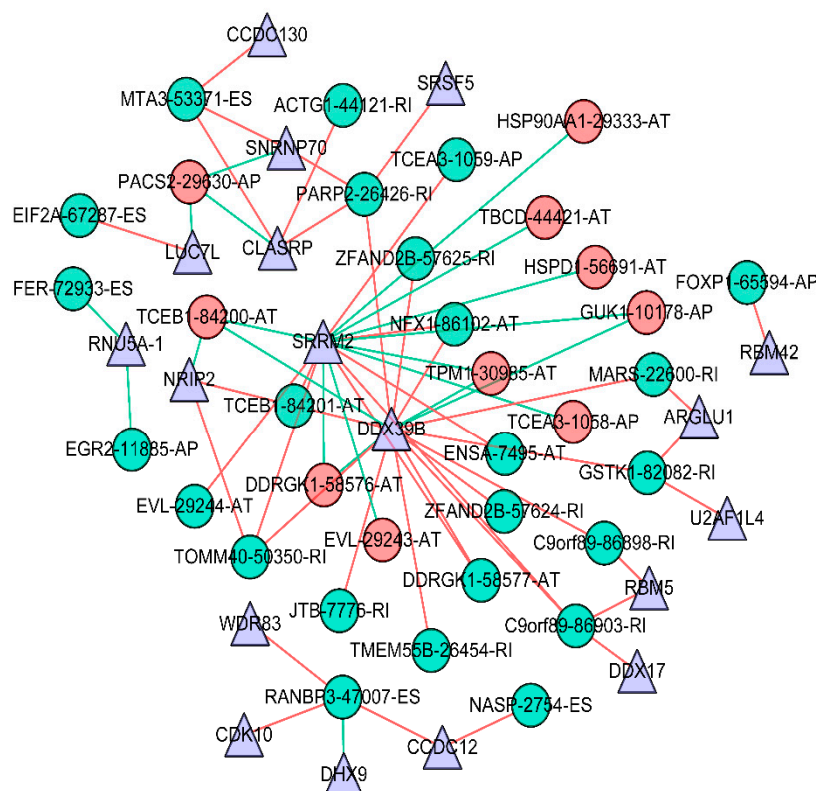 CCDC130
SRSF5
MTA3-53371-ES
ACTG1-44121-RI
HSP90AA1-29333-AT
SNRNP70
TCEA3-1059-AP
PACS2-29630-AP
PARP2-26426-RI
EIF2A-67287-ES
TBCD-44421-AT
LUC7L
CLASRP
ZFAND2B-57625-RI
HSPD1-56691-AT
FER-72933-ES
FOXP1-65594-AP
TCEB1-84200-AT
NFX1-86102-AT
GUK1-10178-AP
RNU5A-1
SRRM2
RBM42
NRIP2
TPM1-30985-AT
MARS-22600-RI
TCEB1-84201-AT
DDX39B
TCEA3-1058-AP
ARGLU1
EGR2-11885-AP
ENSA-7495-AT
GSTK1-82082-RI
DDRGK1-58576-AT
EVL-29244-AT
ZFAND2B-57624-RI
U2AF1L4
EVL-29243-AT
C9orf89-86898-RI
TOMM40-50350-RI
DDRGK1-58577-AT
RBM5
JTB-7776-RI
WDR83
C9orf89-86903-RI
TMEM55B-26454-RI
DDX17
RANBP3-47007-ES
NASP-2754-ES
CDK10
CCDC12
DHX9